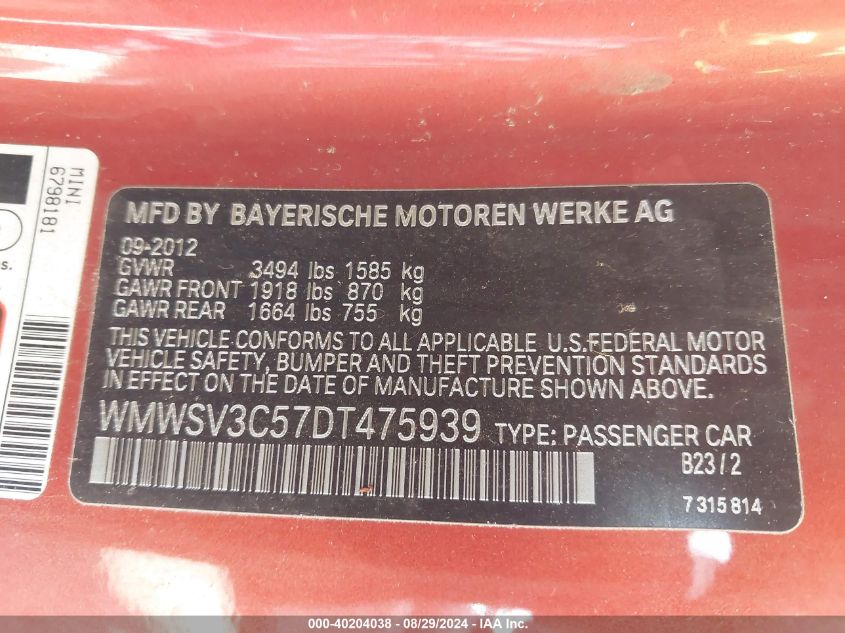 MINI
6798181
s.
MFD BY BAYERISCHE MOTOREN WERKE AG
09-2012
GVWR 3494 lbs 1585 kg
GAWR FRONT 1918 lbs 870 kg
GAWR REAR 1664 lbs 755 kg
THIS VEHICLE CONFORMS TO ALL APPLICABLE U.S.FEDERAL MOTOR
VEHICLE SAFETY, BUMPER AND THEFT PREVENTION STANDARDS
IN EFFECT ON THE DATE OF MANUFACTURE SHOWN ABOVE.
WMWSV3C57DT475939 TYPE: PASSENGER CAR
B23/2
7315814
000-40204038 - 08/29/2024 - IAA Inc.